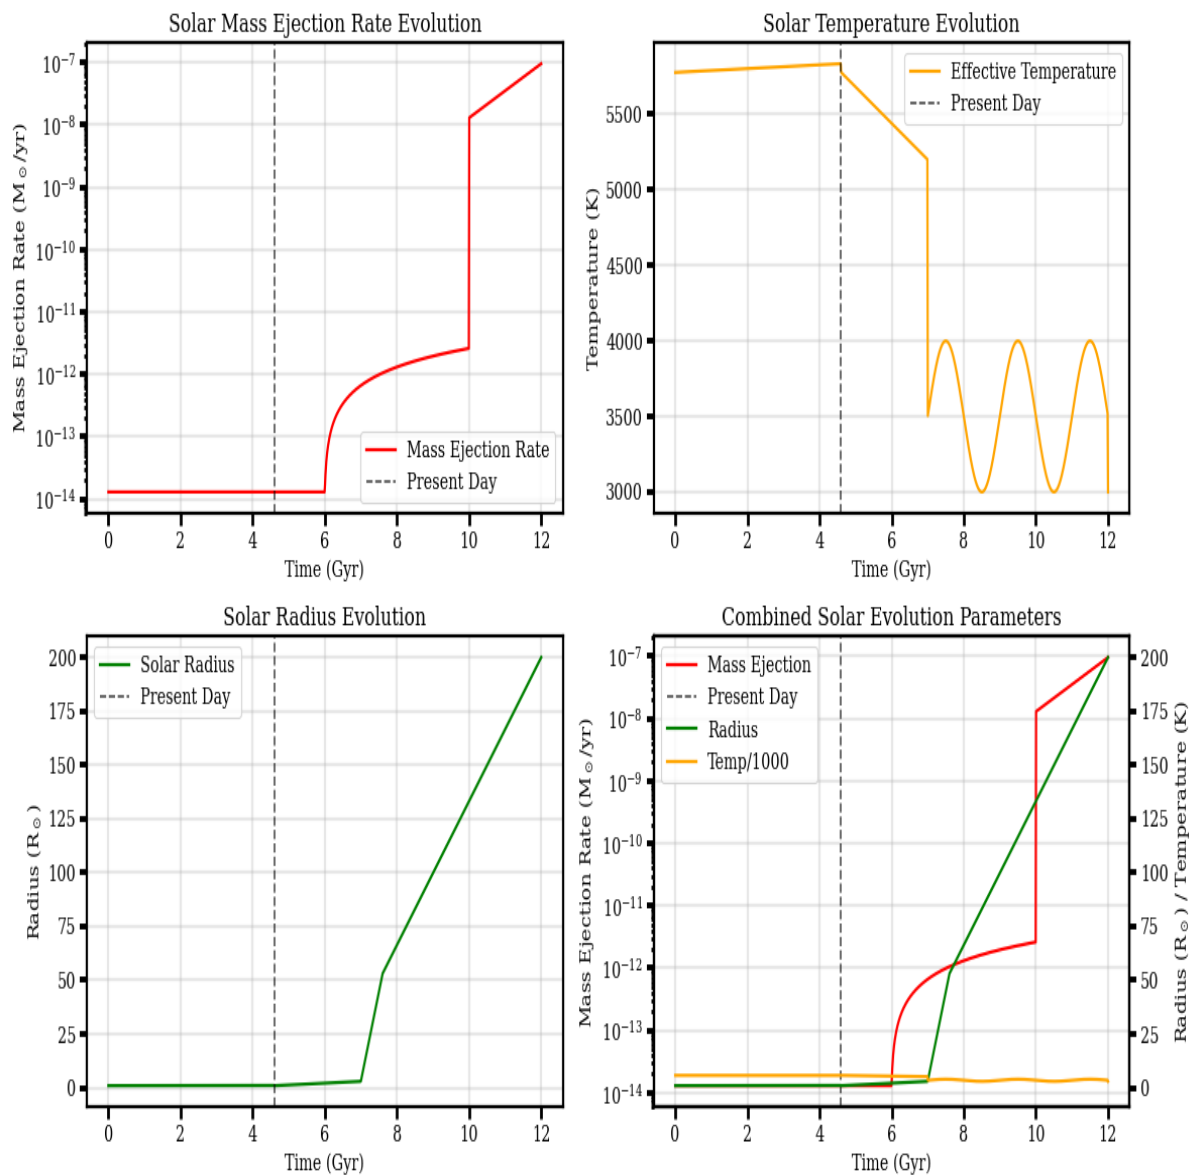 Solar Mass Ejection Rate Evolution
Mass Ejection Rate (M⊙/yr)
10⁻⁷
10⁻⁸
10⁻⁹
10⁻¹⁰
10⁻¹¹
10⁻¹²
10⁻¹³
10⁻¹⁴
Mass Ejection Rate
Present Day
0 2 4 6 8 10 12
Time (Gyr)
Solar Temperature Evolution
Temperature (K)
5500
5000
4500
4000
3500
3000
Effective Temperature
Present Day
0 2 4 6 8 10 12
Time (Gyr)
Solar Radius Evolution
Radius (R⊙)
200
175
150
125
100
75
50
25
0
Solar Radius
Present Day
0 2 4 6 8 10 12
Time (Gyr)
Combined Solar Evolution Parameters
Mass Ejection Rate (M⊙/yr)
10⁻⁷
10⁻⁸
10⁻⁹
10⁻¹⁰
10⁻¹¹
10⁻¹²
10⁻¹³
10⁻¹⁴
Mass Ejection
Present Day
Radius
Temp/1000
200
175
150
125
100
75
50
25
0
Radius (R⊙) / Temperature (K)
0 2 4 6 8 10 12
Time (Gyr)